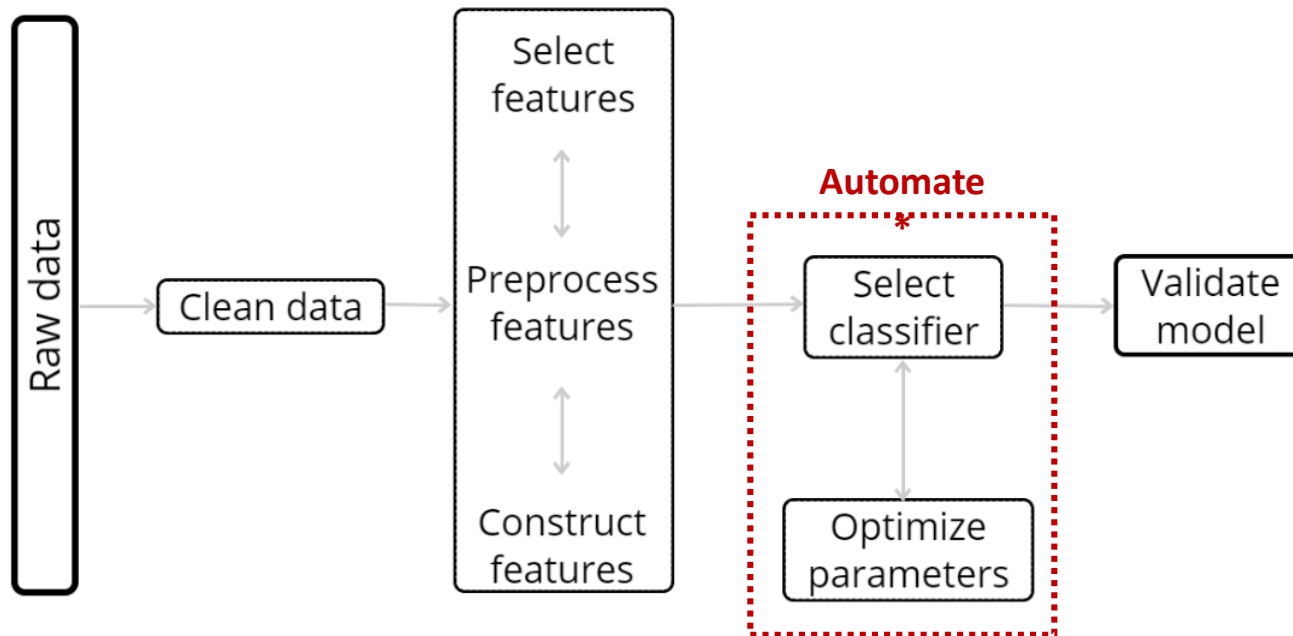 Raw data
Clean data
Select
features
Preprocess
features
Construct
features
Automate
*
Select
classifier
Optimize
parameters
Validate
model